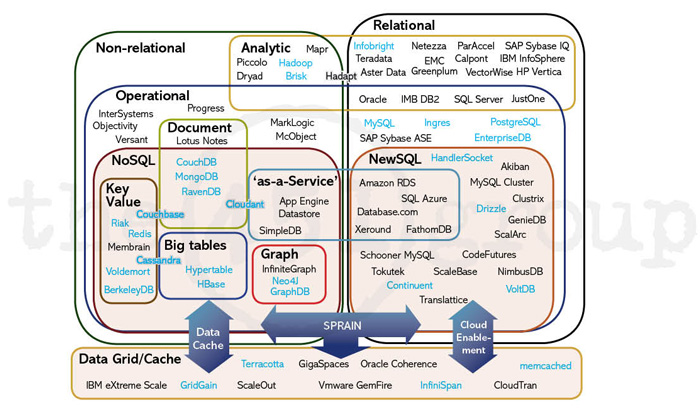 Relational
Non-relational
Analytic
Mapr
Piccolo
Hadoop
Dryad
Brisk
Hadapt
Infobright
Netezza
ParAccel
SAP Sybase IQ
Teradata
EMC
Greenplum
Calpont
IBM InfoSphere
Aster Data
VectorWise
HP Vertica
Operational
Oracle
IMB DB2
SQL Server
JustOne
InterSystems
Progress
Objectivity
Versant
MarkLogic
McObject
MySQL
Ingres
PostgreSQL
SAP Sybase ASE
EnterpriseDB
Document
Lotus Notes
NoSQL
CouchDB
MongoDB
RavenDB
NewSQL
HandlerSocket
Akiban
'as-a-Service'
Amazon RDS
MySQL Cluster
SQL Azure
Clustrix
Key
Value
Couchbase
Cloudant
App Engine
Datastore
Database.com
Drizzle
GenieDB
Riak
Redis
SimpleDB
Xeround
FathomDB
ScalArc
Membrain
Big tables
Graph
Cassandra
Voldemort
BerkeleyDB
Hypertable
HBase
InfiniteGraph
Neo4J
GraphDB
Schooner MySQL
CodeFutures
Tokutek
ScaleBase
NimbusDB
Continuent
VoltDB
Translattice
Data
Cache
SPRAIN
Cloud
Enable-
ment
Data Grid/Cache
Terracotta
GigaSpaces
Oracle Coherence
memcached
IBM eXtreme Scale
GridGain
ScaleOut
Vmware GemFire
InfiniSpan
CloudTran